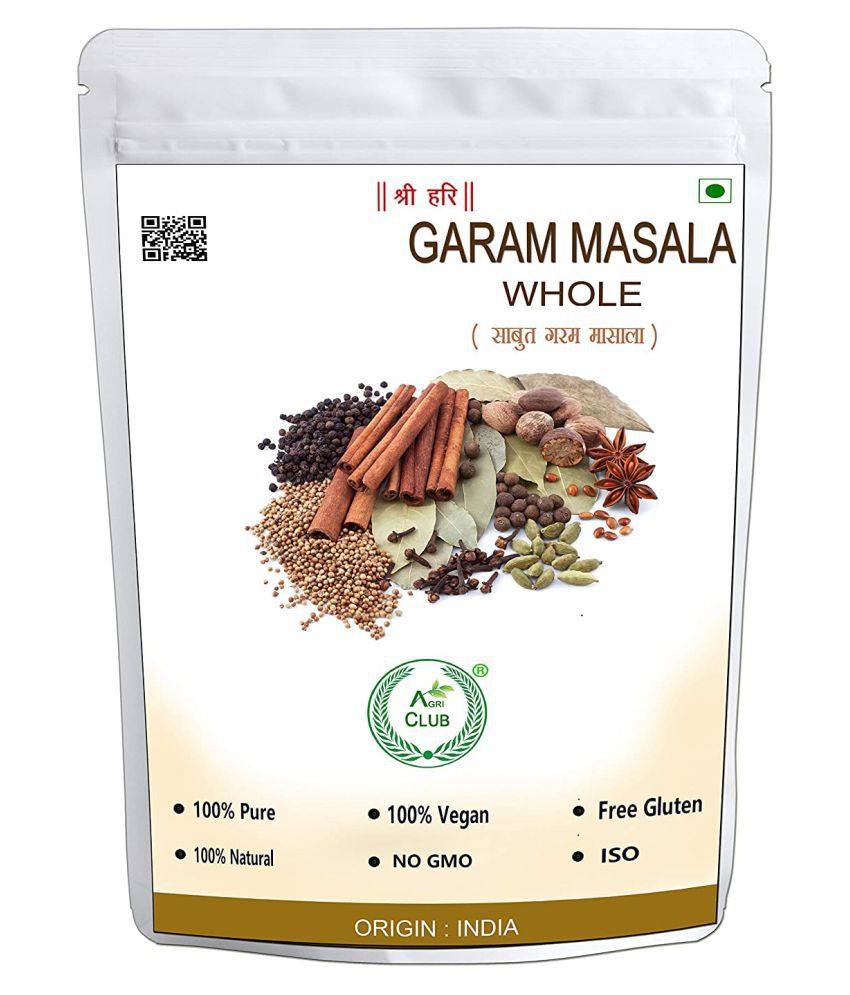 || श्री हरि ||
GARAM MASALA
WHOLE
( साबुत गरम मासाला )
®
AGRI
CLUB
• 100% Pure
• 100% Vegan
• Free Gluten
• 100% Natural
• NO GMO
• ISO
ORIGIN : INDIA